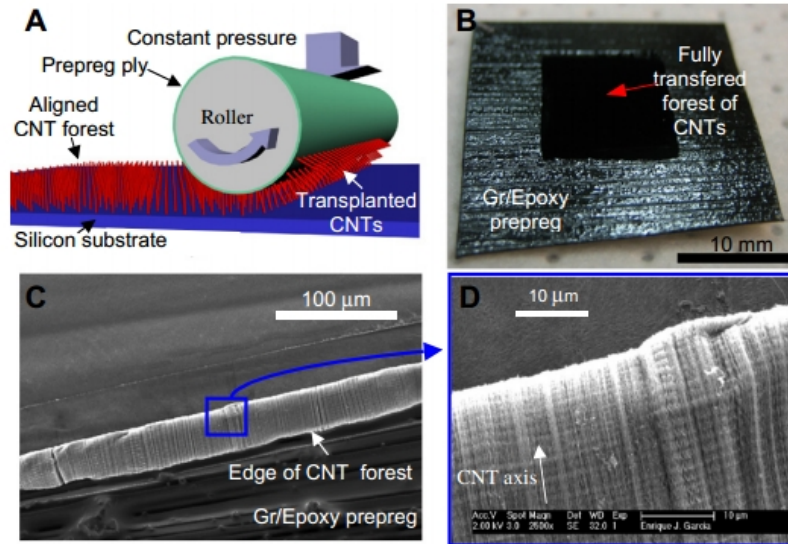 A
Constant pressure
Prepreg ply
Aligned
CNT forest
Roller
Transplanted
CNTs
Silicon substrate
B
Fully
transfered
forest of
CNTs
Gr/Epoxy
prepreg
10 mm
C
100 μm
Edge of CNT forest
Gr/Epoxy prepreg
D
10 μm
CNT axis
Acc.V Spot Magn Det WD Exp
2.00 kV 3.0 2500x SE 32.0 1
10 μm
Enrique J. Garcia